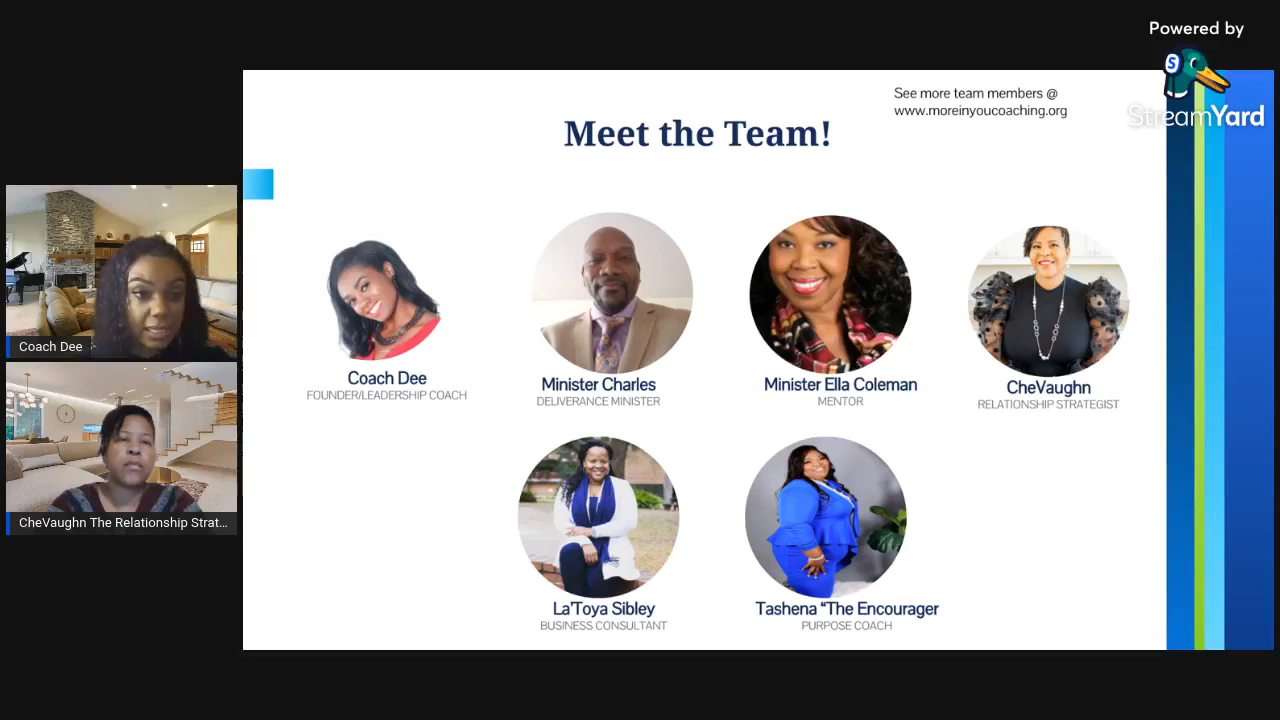 Powered by
S
StreamYard
See more team members @
www.moreinyoucoaching.org
Meet the Team!
Coach Dee
CheVaughn The Relationship Strat...
Coach Dee
FOUNDER/LEADERSHIP COACH
Minister Charles
DELIVERANCE MINISTER
Minister Ella Coleman
MENTOR
CheVaughn
RELATIONSHIP STRATEGIST
La'Toya Sibley
BUSINESS CONSULTANT
Tashena “The Encourager
PURPOSE COACH